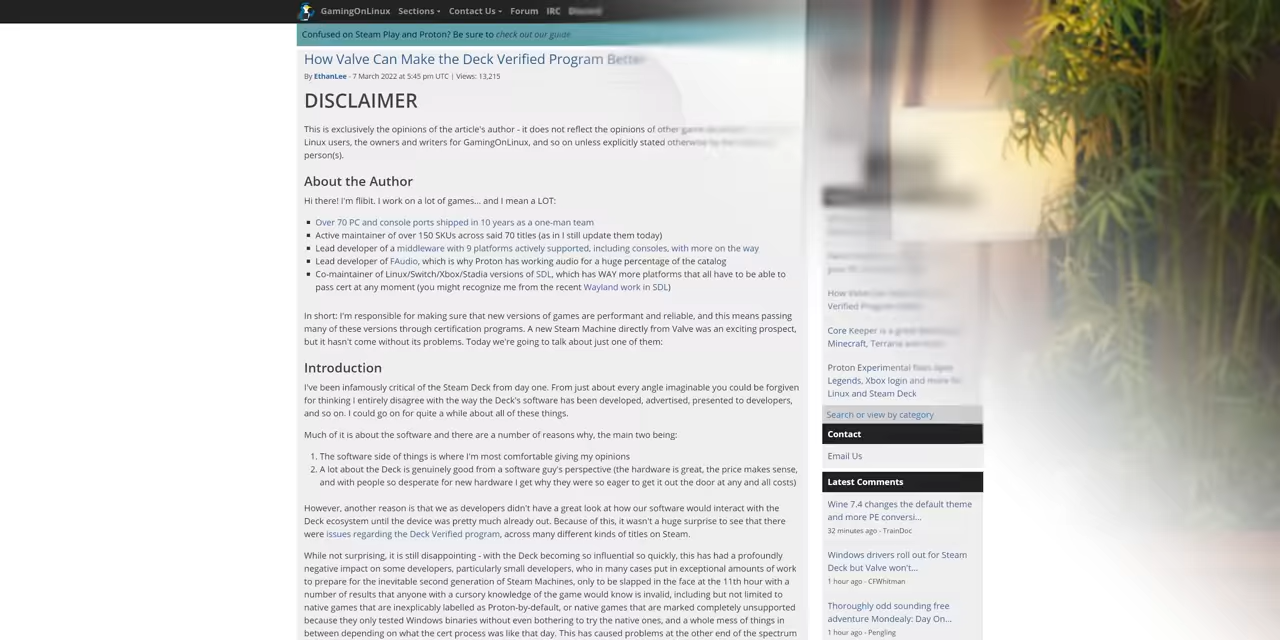 GamingOnLinux Sections Contact Us Forum IRC Discord
Confused on Steam Play and Proton? Be sure to check out our guide
How Valve Can Make the Deck Verified Program Better
By EthanLee - 7 March 2022 at 5:45 pm UTC | Views: 13,215
DISCLAIMER
This is exclusively the opinions of the article's author - it does not reflect the opinions of other game
Linux users, the owners and writers for GamingOnLinux, and so on unless explicitly stated otherwise by the
person(s).
About the Author
Hi there! I'm flibit. I work on a lot of games... and I mean a LOT:
Over 70 PC and console ports shipped in 10 years as a one-man team
Active maintainer of over 150 SKUs across said 70 titles (as in I still update them today)
Lead developer of a middleware with 9 platforms actively supported, including consoles, with more on the way
Lead developer of FAudio, which is why Proton has working audio for a huge percentage of the catalog
Co-maintainer of Linux/Switch/Xbox/Stadia versions of SDL, which has WAY more platforms that all have to be able to
pass cert at any moment (you might recognize me from the recent Wayland work in SDL)
In short: I'm responsible for making sure that new versions of games are performant and reliable, and this means passing
many of these versions through certification programs. A new Steam Machine directly from Valve was an exciting prospect,
but it hasn't come without its problems. Today we're going to talk about just one of them:
Introduction
I've been infamously critical of the Steam Deck from day one. From just about every angle imaginable you could be forgiven
for thinking I entirely disagree with the way the Deck's software has been developed, advertised, presented to developers,
and so on. I could go on for quite a while about all of these things.
Much of it is about the software and there are a number of reasons why, the main two being:
1. The software side of things is where I'm most comfortable giving my opinions
2. A lot about the Deck is genuinely good from a software guy's perspective (the hardware is great, the price makes sense,
and with people so desperate for new hardware I get why they were so eager to get it out the door at any and all costs)
However, another reason is that we as developers didn't have a great look at how our software would interact with the
Deck ecosystem until the device was pretty much already out. Because of this, it wasn't a huge surprise to see that there
were issues regarding the Deck Verified program, across many different kinds of titles on Steam.
While not surprising, it is still disappointing - with the Deck becoming so influential so quickly, this has had a profoundly
negative impact on some developers, particularly small developers, who in many cases put in exceptional amounts of work
to prepare for the inevitable second generation of Steam Machines, only to be slapped in the face at the 11th hour with a
number of results that anyone with a cursory knowledge of the game would know is invalid, including but not limited to
native games that are inexplicably labelled as Proton-by-default, or native games that are marked completely unsupported
because they only tested Windows binaries without even bothering to try the native ones, and a whole mess of things in
between depending on what the cert process was like that day. This has caused problems at the other end of the spectrum
How Valve
Verified Program
Core Keeper is a great
Minecraft, Terraria
Proton Experimental
Legends, Xbox login and more for
Linux and Steam Deck
Search or view by category
Contact
Email Us
Latest Comments
Wine 7.4 changes the default theme
and more PE conversi...
32 minutes ago - TrainDoc
Windows drivers roll out for Steam
Deck but Valve won't...
1 hour ago - CFWhitman
Thoroughly odd sounding free
adventure Mondealy: Day On...
1 hour ago - Pengling